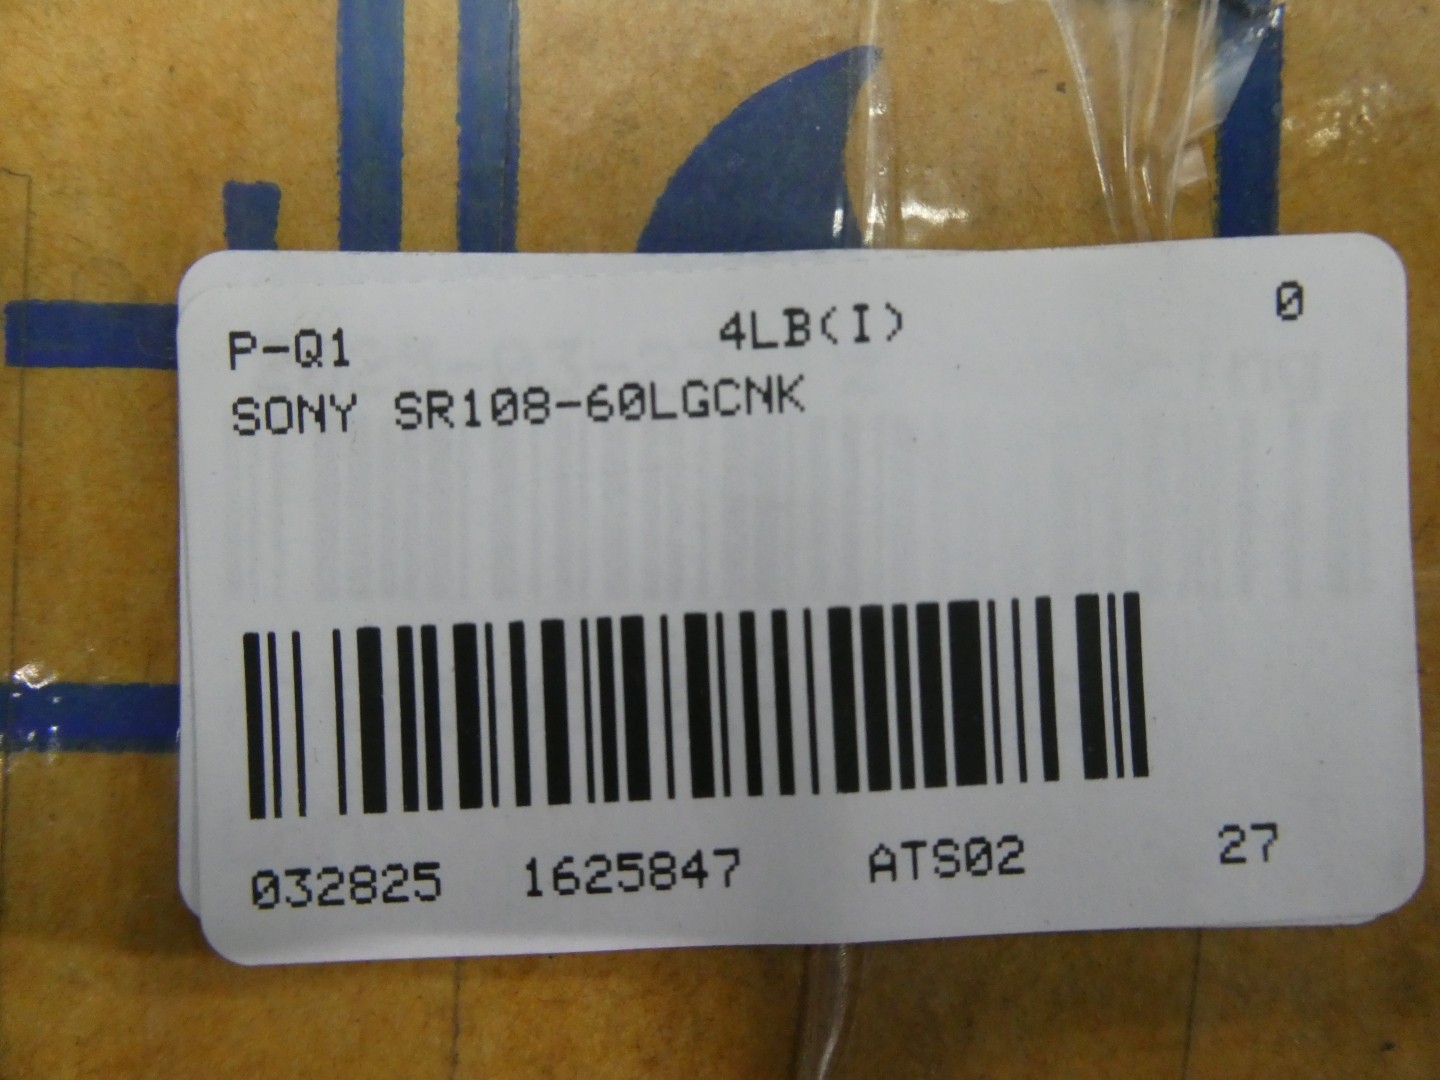 P-Q1 4LB(I) 0
SONY SR108-60LGCNK
032825 1625847 ATS02 27